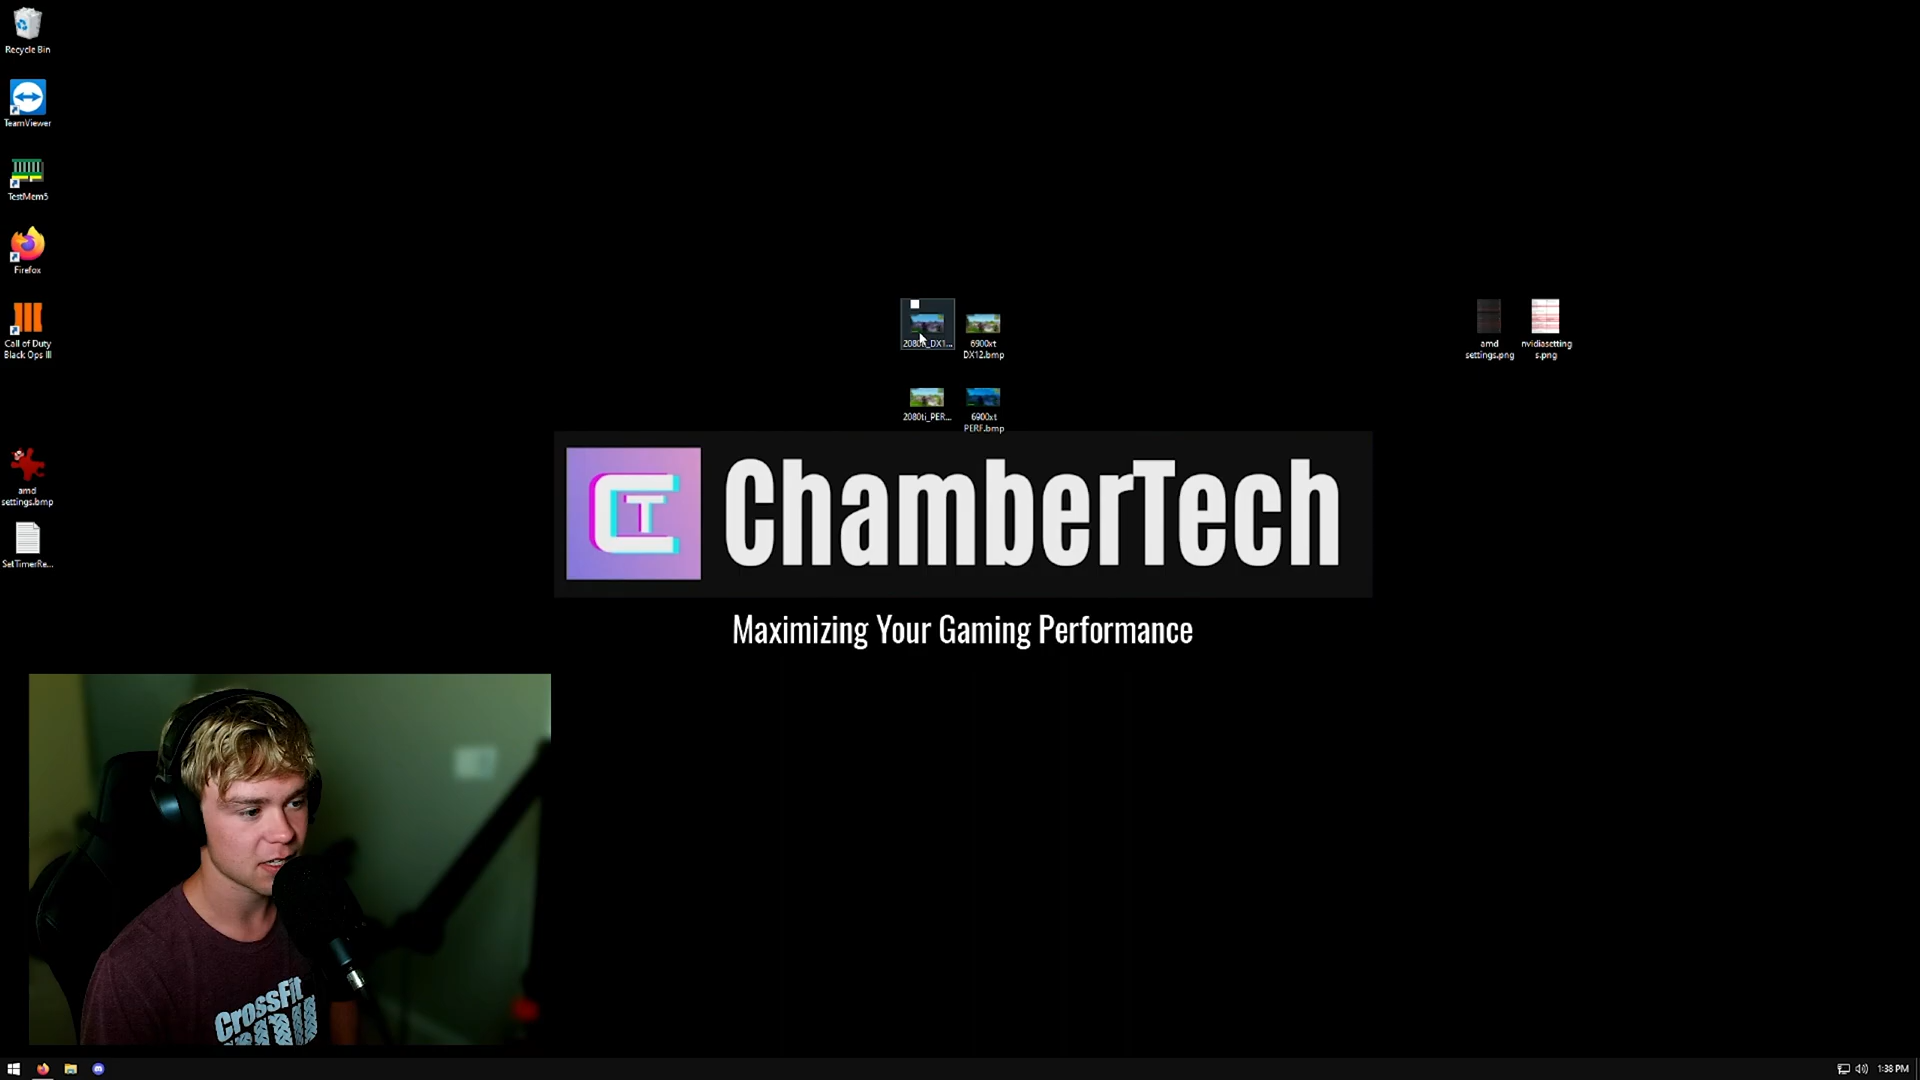 Recycle Bin
TeamViewer
TestMem5
Firefox
Call of Duty
Black Ops III
amd
settings.bmp
SetTimerRe...
2080ti_DX1...
6900xt
DX12.bmp
2080ti_PER...
6900xt
PERF.bmp
amd
settings.png
nvidiasetting
s.png
CT
ChamberTech
Maximizing Your Gaming Performance
CrossFit
1:38 PM